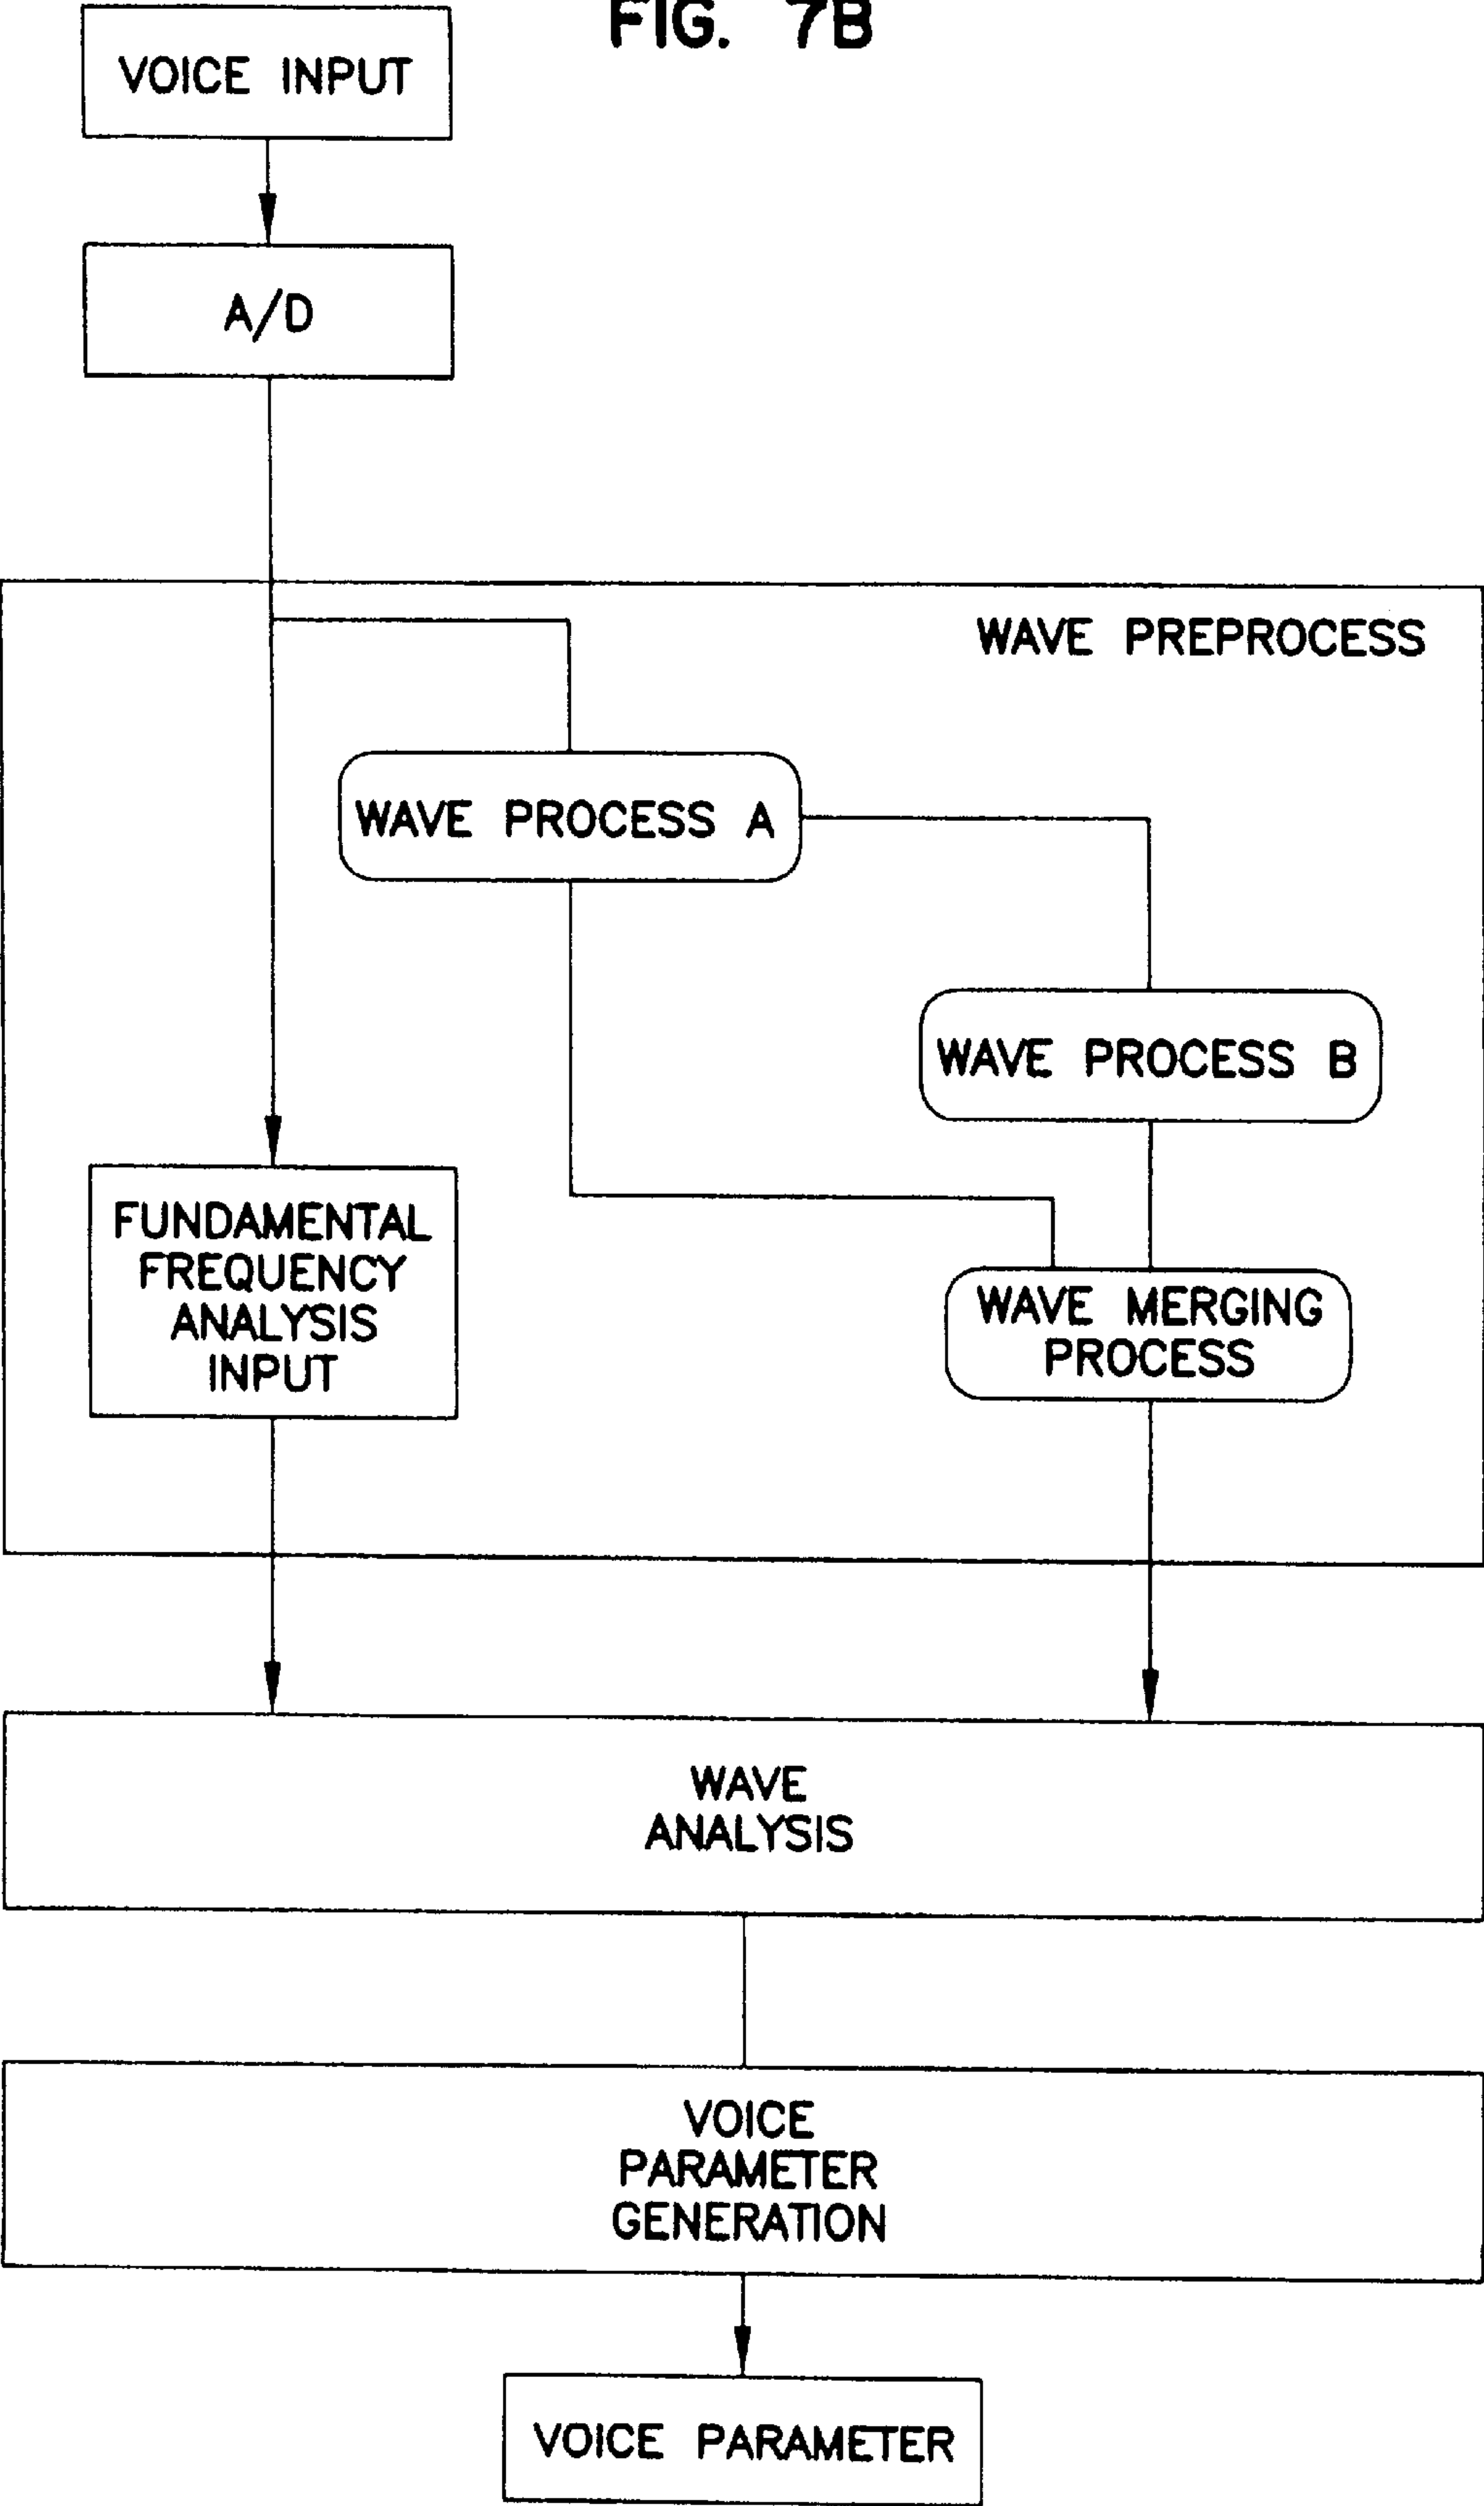 FIG. 7B
VOICE INPUT
A/D
WAVE PREPROCESS
WAVE PROCESS A
WAVE PROCESS B
FUNDAMENTAL
FREQUENCY
ANALYSIS
INPUT
WAVE MERGING
PROCESS
WAVE
ANALYSIS
VOICE
PARAMETER
GENERATION
VOICE PARAMETER